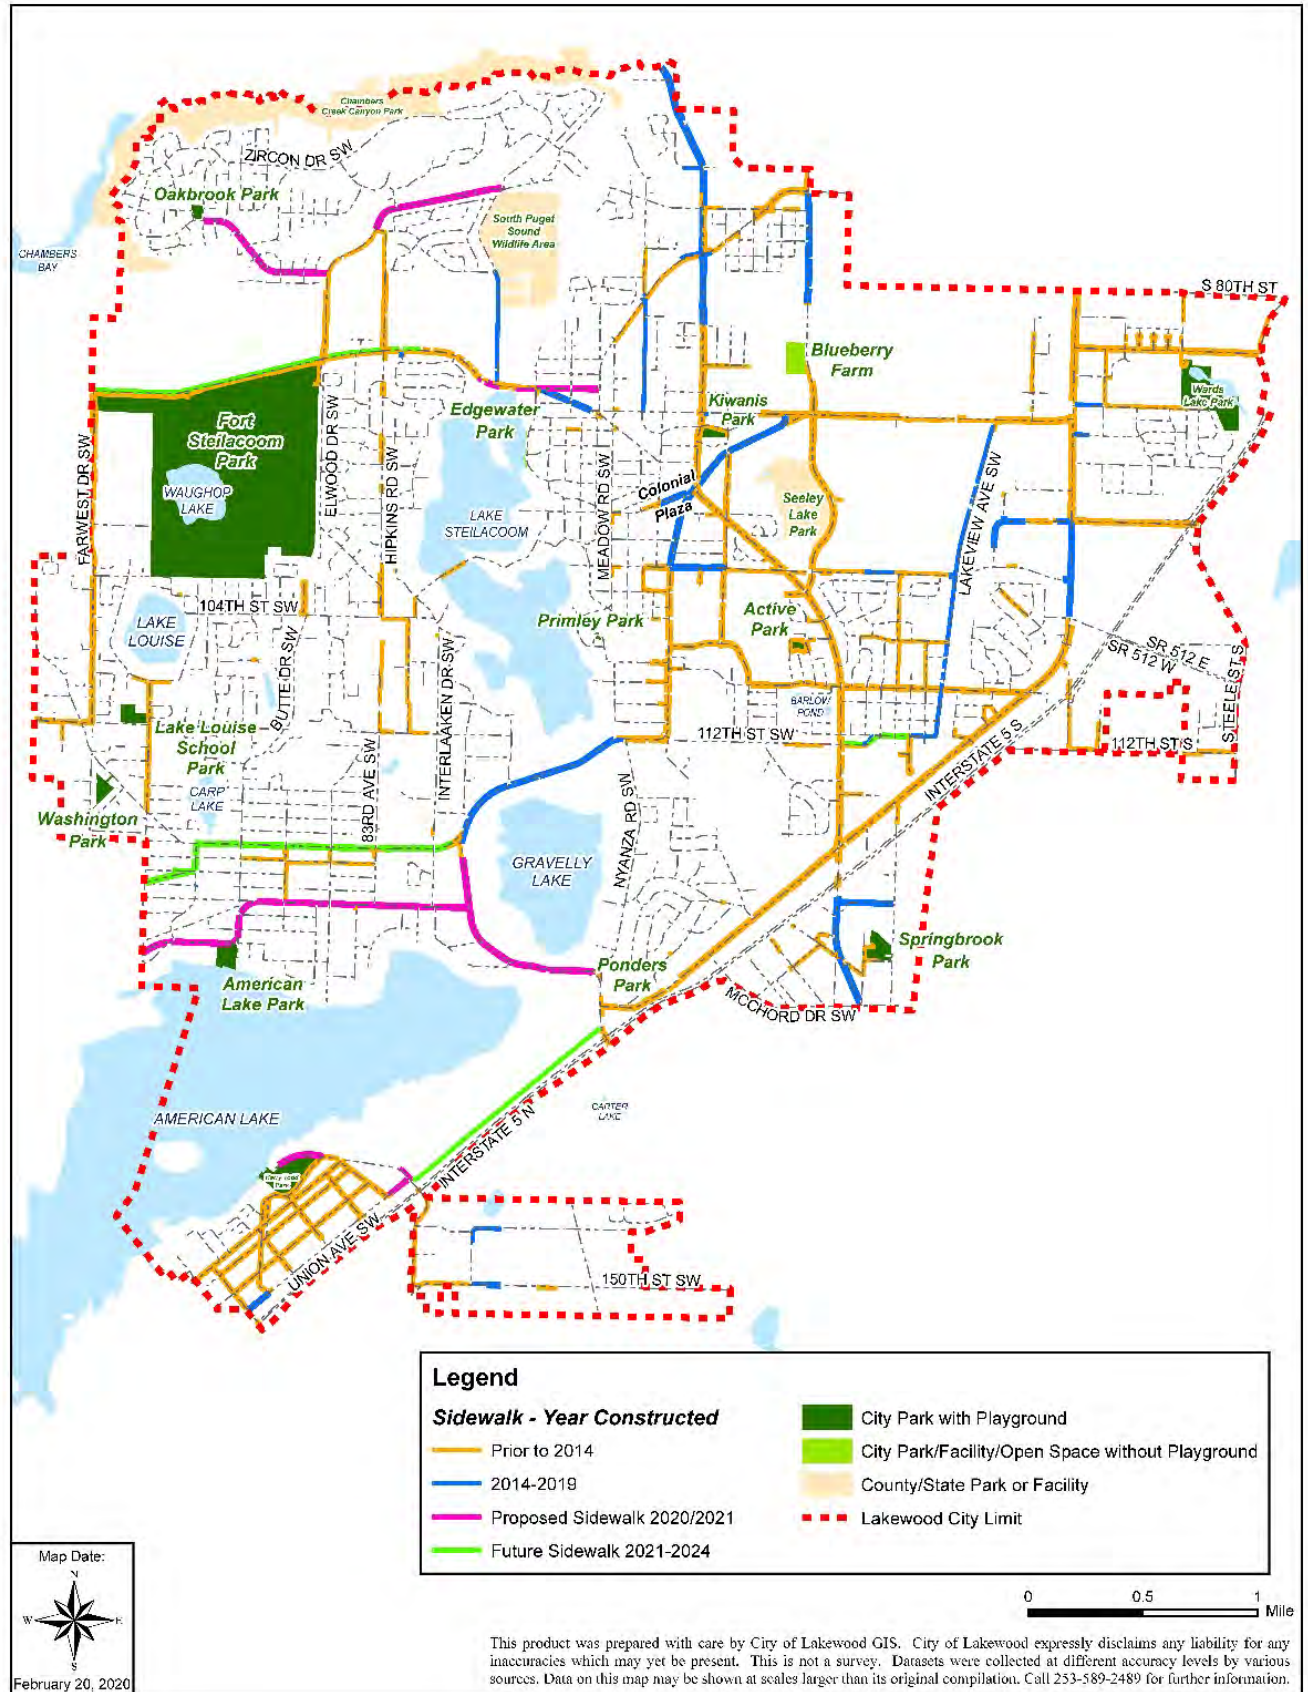 Chambers
Creek Canyon Park
ZIRCON DR SW
Oakbrook Park
South Puget
Sound
Wildlife Area
CHAMBERS
BAY
S 80TH ST
Blueberry
Farm
Wards
Lake Park
Kiwanis
Park
Edgewater
Park
Fort
Steilacoom
Park
WAUGHOP
LAKE
FARWEST DR SW
ELWOOD DR SW
HIPKINS RD SW
LAKE
STEILACOOM
MEADOW RD SW
Colonial
Plaza
Seeley
Lake
Park
LAKEVIEW AVE SW
104TH ST SW
LAKE
LOUISE
BUTTE DR SW
INTERLAAKEN DR SW
Primley Park
Active
Park
SR 512 E
SR 512 W
STEELE ST S
BARLOW
POND
Lake Louise
School
Park
112TH ST SW
112TH ST S
INTERSTATE 5 S
Washington
Park
CARP
LAKE
83RD AVE SW
NYANZA RD SW
GRAVELLY
LAKE
Springbrook
Park
Ponders
Park
American
Lake Park
MCCHORD DR SW
AMERICAN LAKE
CARTER
LAKE
INTERSTATE 5 N
UNION AVE SW
150TH ST SW
Legend
Sidewalk - Year Constructed
Prior to 2014
2014-2019
Proposed Sidewalk 2020/2021
Future Sidewalk 2021-2024
City Park with Playground
City Park/Facility/Open Space without Playground
County/State Park or Facility
Lakewood City Limit
Map Date:
N
W E
S
February 20, 2020
0 0.5 1
Mile
This product was prepared with care by City of Lakewood GIS. City of Lakewood expressly disclaims any liability for any
inaccuracies which may yet be present. This is not a survey. Datasets were collected at different accuracy levels by various
sources. Data on this map may be shown at scales larger than its original compilation. Call 253-589-2489 for further information.